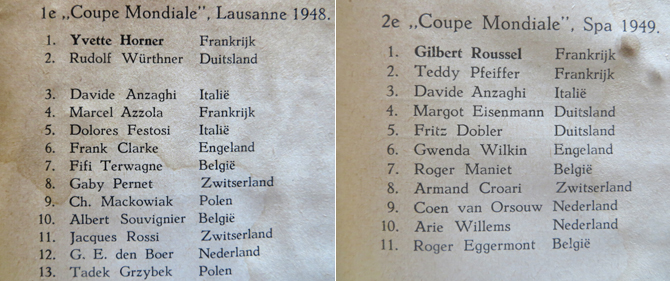 1e „Coupe Mondiale", Lausanne 1948.
1. Yvette Horner Frankrijk
2. Rudolf Würthner Duitsland
3. Davide Anzaghi Italië
4. Marcel Azzola Frankrijk
5. Dolores Festosi Italië
6. Frank Clarke Engeland
7. Fifi Terwagne België
8. Gaby Pernet Zwitserland
9. Ch. Mackowiak Polen
10. Albert Souvignier België
11. Jacques Rossi Zwitserland
12. G. E. den Boer Nederland
13. Tadek Grzybek Polen
2e „Coupe Mondiale", Spa 1949.
1. Gilbert Roussel Frankrijk
2. Teddy Pfeiffer Frankrijk
3. Davide Anzaghi Italië
4. Margot Eisenmann Duitsland
5. Fritz Dobler Duitsland
6. Gwenda Wilkin Engeland
7. Roger Maniet België
8. Armand Croari Zwitserland
9. Coen van Orsouw Nederland
10. Arie Willems Nederland
11. Roger Eggermont België